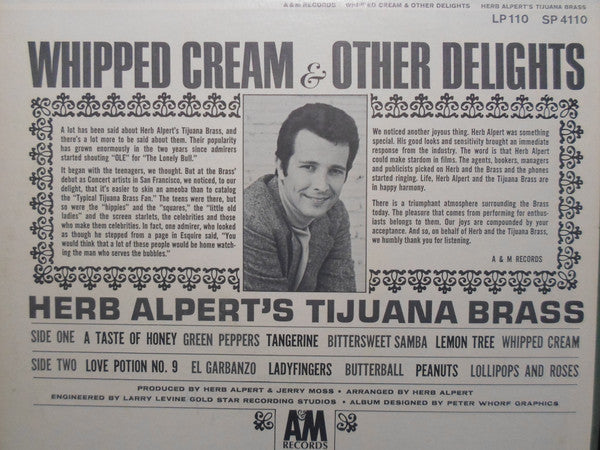 A & M RECORDS WHIPPED CREAM & OTHER DELIGHTS HERB ALPERT'S TIJUANA BRASS
LP 110 SP 4110
WHIPPED CREAM & OTHER DELIGHTS
A lot has been said about Herb Alpert's Tijuana Brass, and
there's a lot more to be said about them. Their popularity
has grown enormously in the two years since admirers
started shouting "OLE" for "The Lonely Bull."
It began with the teenagers, we thought. But at the Brass'
debut as Concert artists in San Francisco, we noticed, to our
delight, that it's easier to skin an ameoba than to catalog
the "Typical Tijuana Brass Fan." The teens were there, but
so were the "hippies" and the "squares," the "little old
ladies" and the screen starlets, the celebrities and those
who make them celebrities. In fact, one admirer, who looked
as though he stepped from a page in Esquire said, "You
would think that a lot of these people would be home watch-
ing the man who serves the bubbles."
We noticed another joyous thing. Herb Alpert was something
special. His good looks and sensitivity brought an immediate
response from the industry. The word is that Herb Alpert
could make stardom in films. The agents, bookers, managers
and publicists picked on Herb and the Brass and the phones
started ringing. Life, Herb Alpert and the Tijuana Brass are
in happy harmony.
There is a triumphant atmosphere surrounding the Brass
today. The pleasure that comes from performing for enthus-
iasts belongs to them. Our joys are compounded by your
acceptance. And so, on behalf of Herb and the Tijuana Brass,
we humbly thank you for listening.
A & M RECORDS
HERB ALPERT'S TIJUANA BRASS
SIDE ONE A TASTE OF HONEY GREEN PEPPERS TANGERINE BITTERSWEET SAMBA LEMON TREE WHIPPED CREAM
SIDE TWO LOVE POTION NO. 9 EL GARBANZO LADYFINGERS BUTTERBALL PEANUTS LOLLIPOPS AND ROSES
PRODUCED BY HERB ALPERT & JERRY MOSS • ARRANGED BY HERB ALPERT
ENGINEERED BY LARRY LEVINE GOLD STAR RECORDING STUDIOS • ALBUM DESIGNED BY PETER WHORF GRAPHICS
A&M
RECORDS